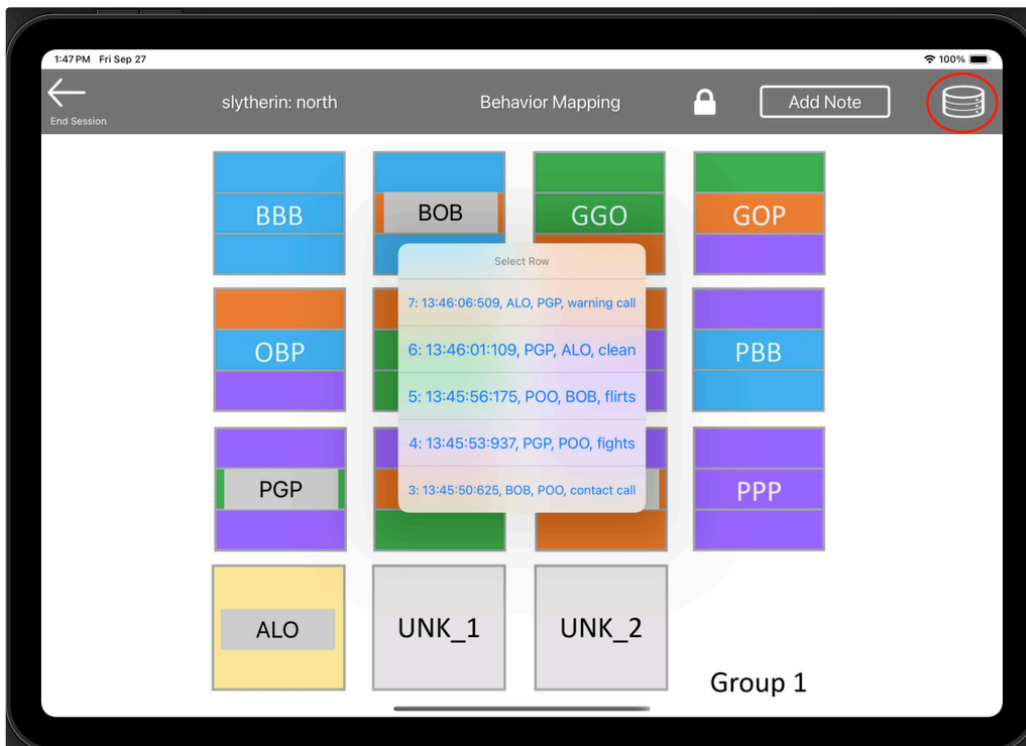 1:47 PM Fri Sep 27
100%
End Session
slytherin: north
Behavior Mapping
Add Note
BBB
BOB
GGO
GOP
Select Row
7: 13:46:06:509, ALO, PGP, warning call
6: 13:46:01:109, PGP, ALO, clean
5: 13:45:56:175, POO, BOB, flirts
4: 13:45:53:937, PGP, POO, fights
3: 13:45:50:625, BOB, POO, contact call
OBP
PBB
PGP
PPP
ALO
UNK_1
UNK_2
Group 1